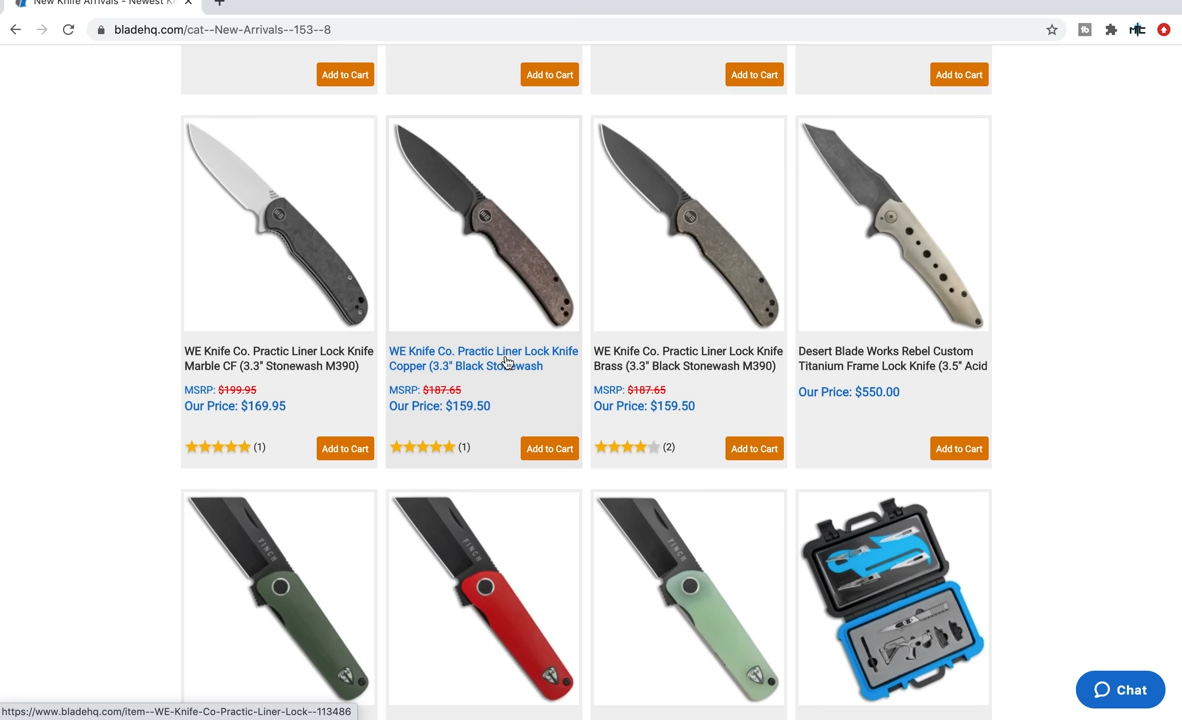 New Knife Arrivals - Newest K
bladehq.com/cat--New-Arrivals--153--8
Add to Cart
Add to Cart
Add to Cart
Add to Cart
WE Knife Co. Practic Liner Lock Knife
Marble CF (3.3" Stonewash M390)
MSRP: $199.95
Our Price: $169.95
(1)
Add to Cart
WE Knife Co. Practic Liner Lock Knife
Copper (3.3" Black Stonewash
MSRP: $187.65
Our Price: $159.50
(1)
Add to Cart
WE Knife Co. Practic Liner Lock Knife
Brass (3.3" Black Stonewash M390)
MSRP: $187.65
Our Price: $159.50
(2)
Add to Cart
Desert Blade Works Rebel Custom
Titanium Frame Lock Knife (3.5" Acid
Our Price: $550.00
Add to Cart
FINCH
FINCH
FINCH
Chat
https://www.bladehq.com/item--WE-Knife-Co-Practic-Liner-Lock--113486